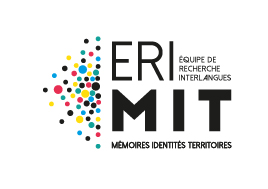 ERI ÉQUIPE DE
RECHERCHE
INTERLANGUES
MIT
MÉMOIRES IDENTITÉS TERRITOIRES